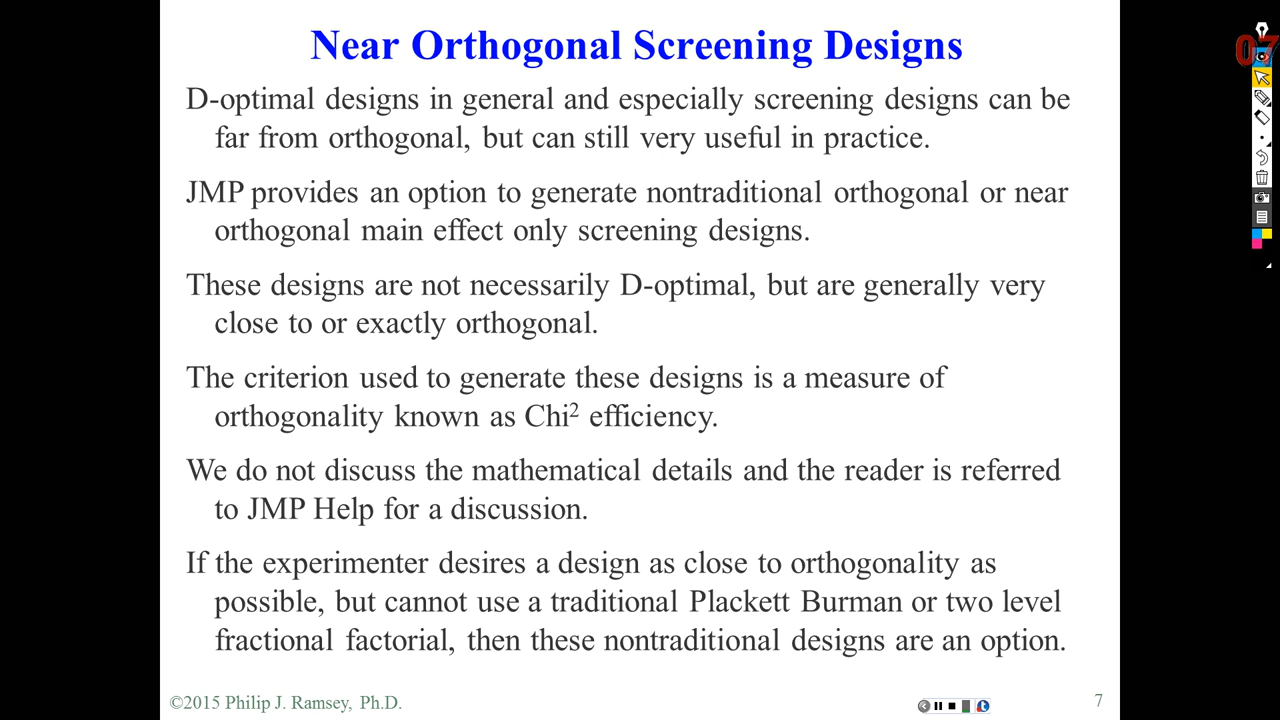 Near Orthogonal Screening Designs
D-optimal designs in general and especially screening designs can be
far from orthogonal, but can still very useful in practice.
JMP provides an option to generate nontraditional orthogonal or near
orthogonal main effect only screening designs.
These designs are not necessarily D-optimal, but are generally very
close to or exactly orthogonal.
The criterion used to generate these designs is a measure of
orthogonality known as Chi² efficiency.
We do not discuss the mathematical details and the reader is referred
to JMP Help for a discussion.
If the experimenter desires a design as close to orthogonality as
possible, but cannot use a traditional Plackett Burman or two level
fractional factorial, then these nontraditional designs are an option.
©2015 Philip J. Ramsey, Ph.D.
7
07